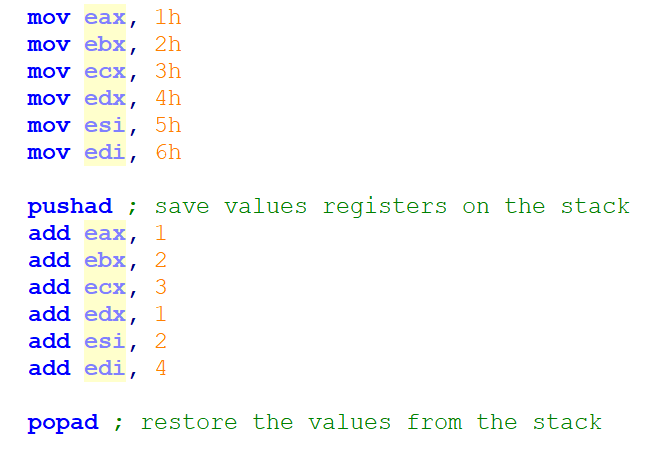 mov eax, 1h
mov ebx, 2h
mov ecx, 3h
mov edx, 4h
mov esi, 5h
mov edi, 6h
pushad ; save values registers on the stack
add eax, 1
add ebx, 2
add ecx, 3
add edx, 1
add esi, 2
add edi, 4
popad ; restore the values from the stack